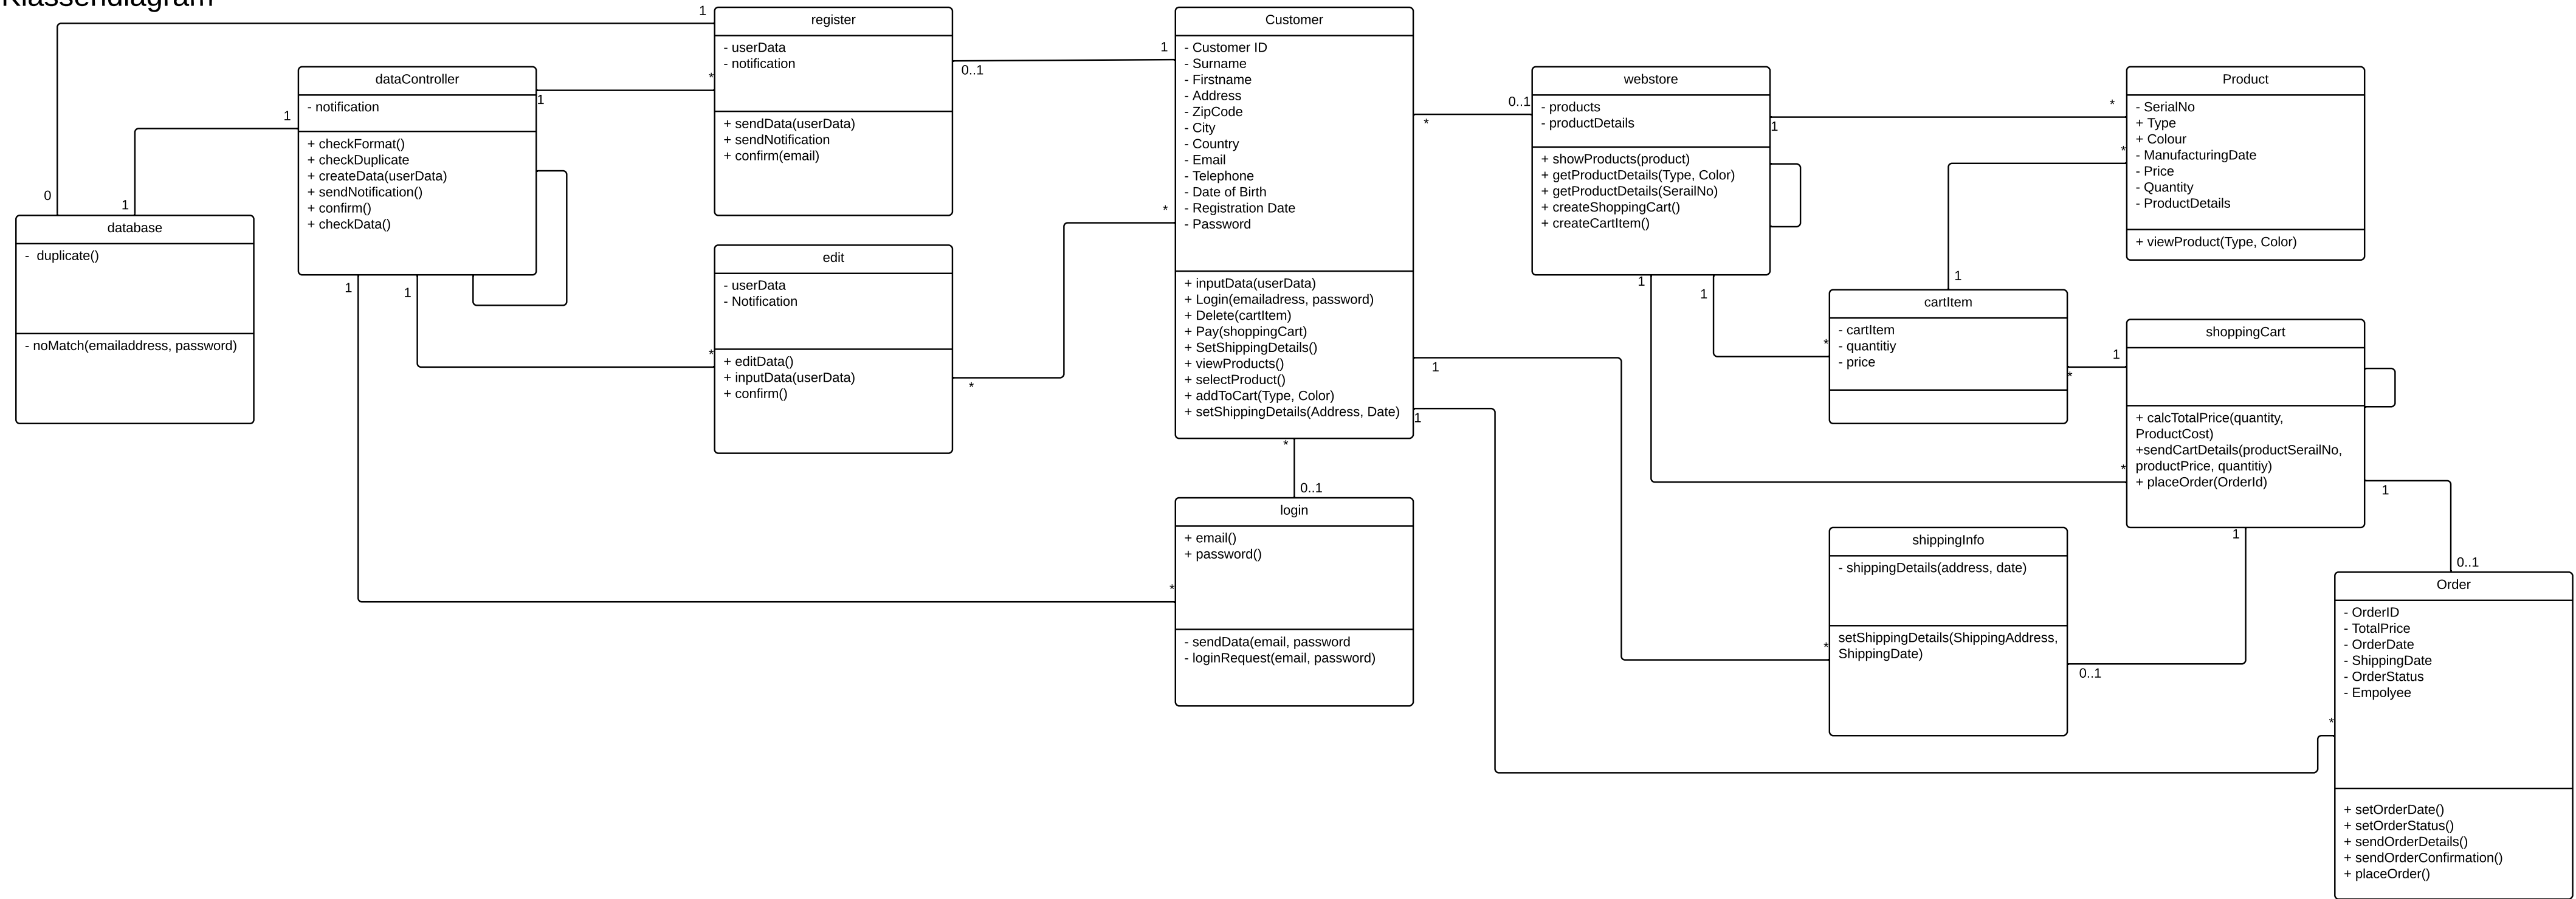 Klassendiagram
register
- userData
- notification
+ sendData(userData)
+ sendNotification
+ confirm(email)
1
*
0..1
1
dataController
- notification
+ checkFormat()
+ checkDuplicate
+ createData(userData)
+ sendNotification()
+ confirm()
+ checkData()
1
1
1
1
0
1
database
-  duplicate()
- noMatch(emailaddress, password)
edit
- userData
- Notification
+ editData()
+ inputData(userData)
+ confirm()
*
*
*
Customer
- Customer ID
- Surname
- Firstname
- Address
- ZipCode
- City
- Country
- Email
- Telephone
- Date of Birth
- Registration Date
- Password
+ inputData(userData)
+ Login(emailadress, password)
+ Delete(cartItem)
+ Pay(shoppingCart)
+ SetShippingDetails()
+ viewProducts()
+ selectProduct()
+ addToCart(Type, Color)
+ setShippingDetails(Address, Date)
*
1
1
*
0..1
login
+ email()
+ password()
- sendData(email, password
- loginRequest(email, password)
*
0..1
webstore
- products
- productDetails
+ showProducts(product)
+ getProductDetails(Type, Color)
+ getProductDetails(SerailNo)
+ createShoppingCart()
+ createCartItem()
1
1
1
*
*
Product
- SerialNo
+ Type
+ Colour
- ManufacturingDate
- Price
- Quantity
- ProductDetails
+ viewProduct(Type, Color)
1
cartItem
- cartItem
- quantitiy
- price
*
*
1
shoppingCart
+ calcTotalPrice(quantity,
ProductCost)
+sendCartDetails(productSerailNo,
productPrice, quantitiy)
+ placeOrder(OrderId)
*
1
1
shippingInfo
- shippingDetails(address, date)
setShippingDetails(ShippingAddress,
ShippingDate)
*
0..1
0..1
Order
- OrderID
- TotalPrice
- OrderDate
- ShippingDate
- OrderStatus
- Empolyee
*
+ setOrderDate()
+ setOrderStatus()
+ sendOrderDetails()
+ sendOrderConfirmation()
+ placeOrder()